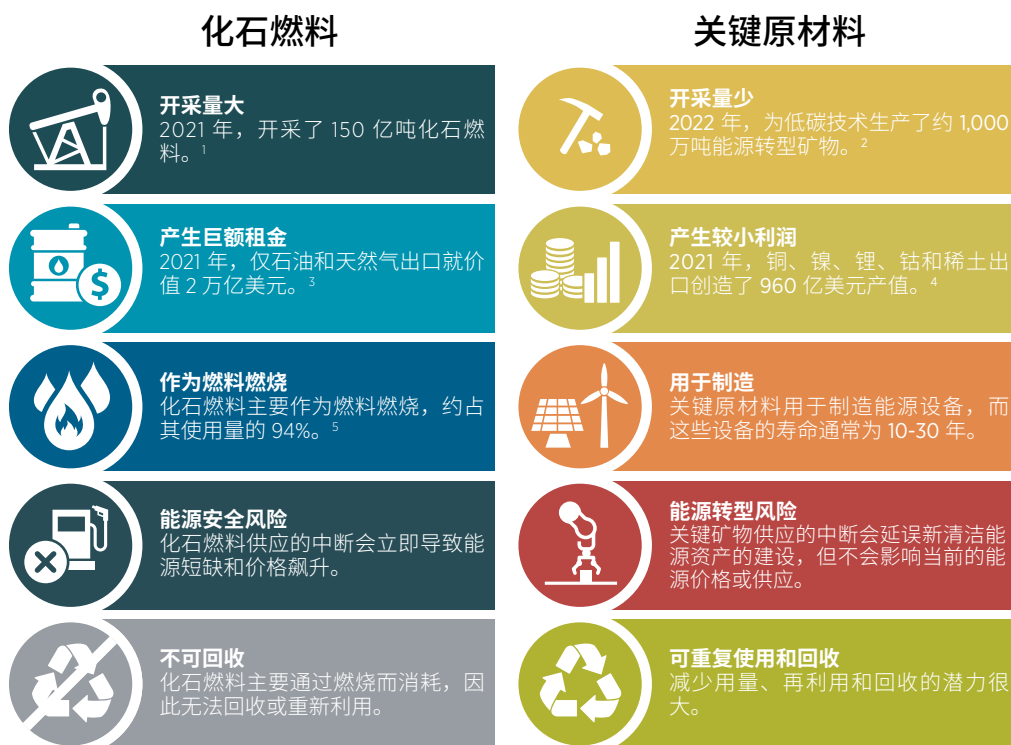 化石燃料
开采量大
2021 年，开采了 150 亿吨化石燃
料。1
产生巨额租金
2021 年，仅石油和天然气出口就价
值 2 万亿美元。3
作为燃料燃烧
化石燃料主要作为燃料燃烧，约占
其使用量的 94%。5
能源安全风险
化石燃料供应的中断会立即导致能
源短缺和价格飙升。
不可回收
化石燃料主要通过燃烧而消耗，因
此无法回收或重新利用。
关键原材料
开采量少
2022 年，为低碳技术生产了约 1,000
万吨能源转型矿物。2
产生较小利润
2021 年，铜、镍、锂、钴和稀土出
口创造了 960 亿美元产值。4
用于制造
关键原材料用于制造能源设备，而
这些设备的寿命通常为 10-30 年。
能源转型风险
关键矿物供应的中断会延误新清洁能
源资产的建设，但不会影响当前的能
源价格或供应。
可重复使用和回收
减少用量、再利用和回收的潜力很
大。
$